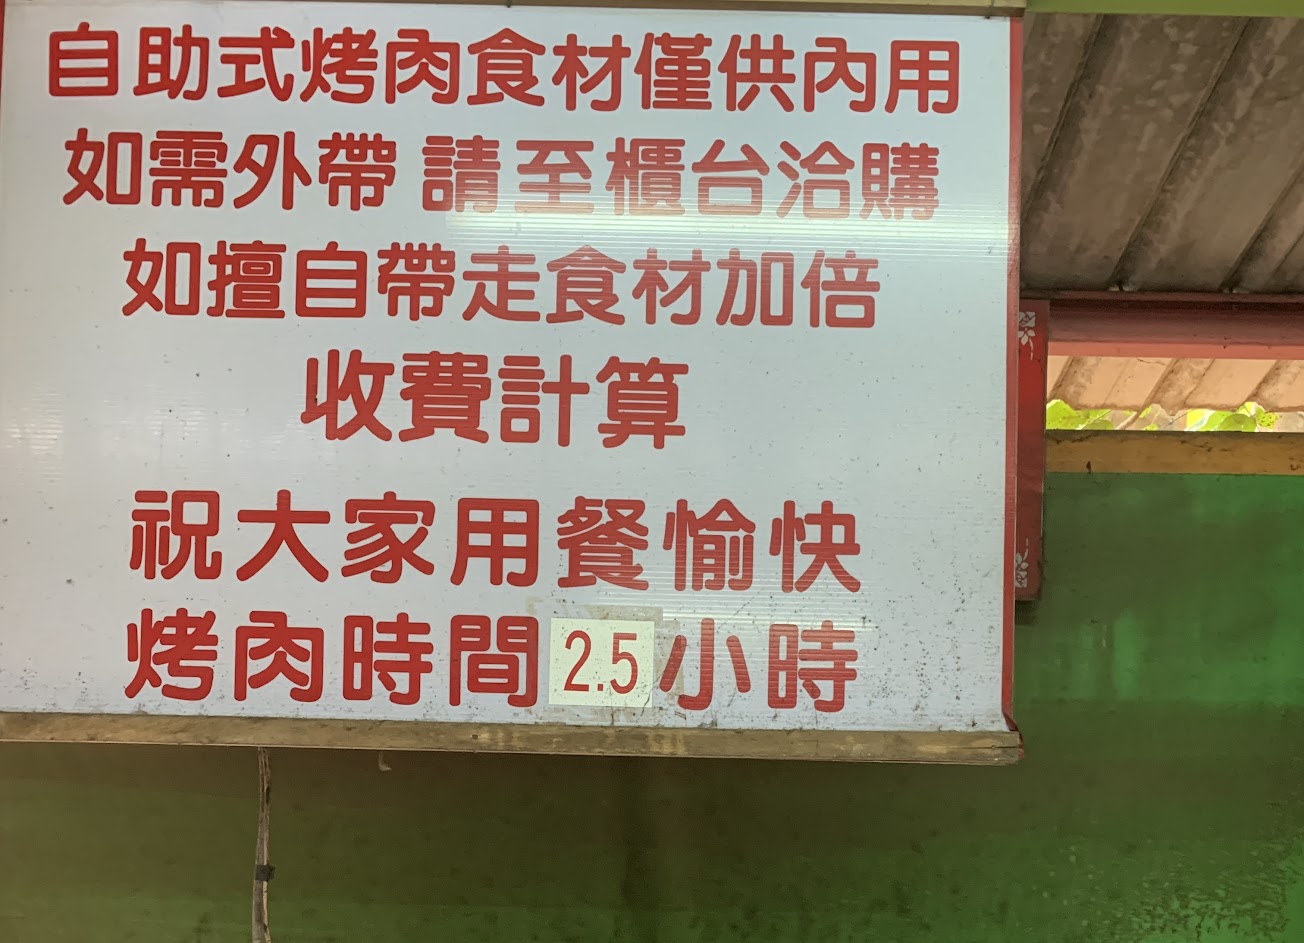 自助式烤肉食材僅供內用
如需外帶 請至櫃台洽購
如擅自帶走食材加倍
收費計算
祝大家用餐愉快
烤肉時間2.5小時